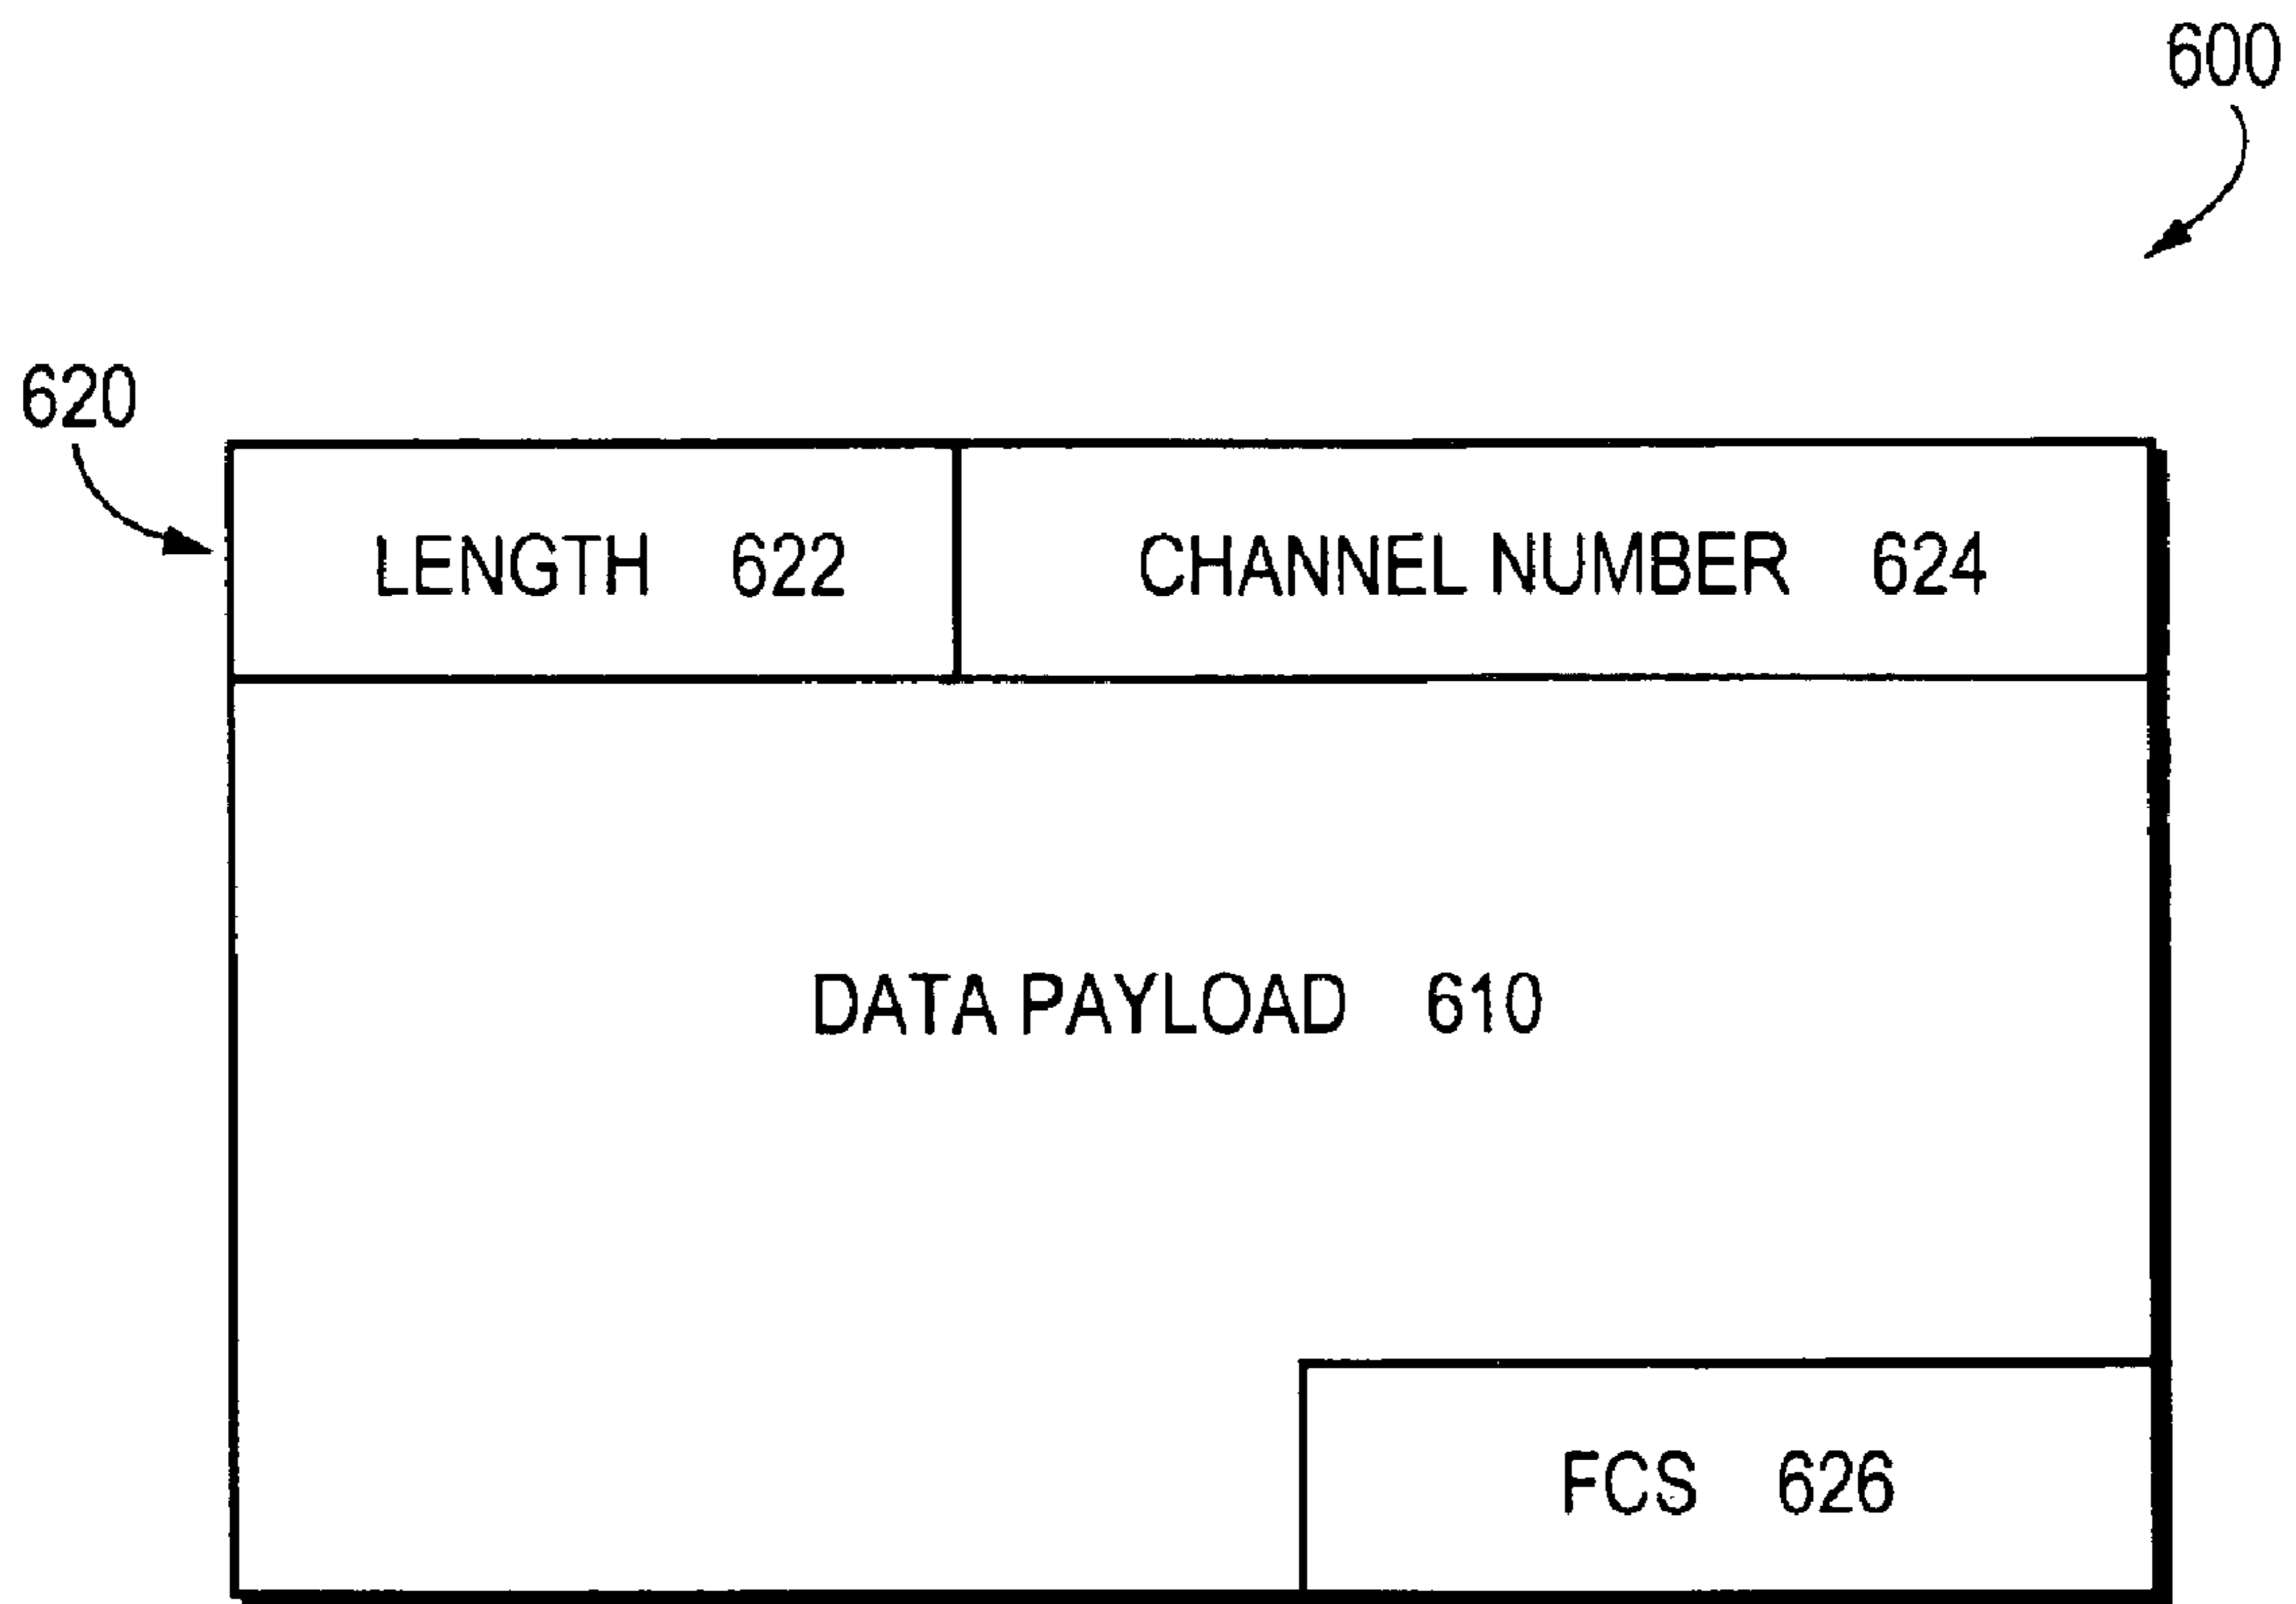 600
620
LENGTH 622 CHANNEL NUMBER 624
DATA PAYLOAD 610
FCS 626